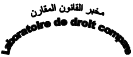 مخبر القانون المقارن
Laboratoire de droit comparé